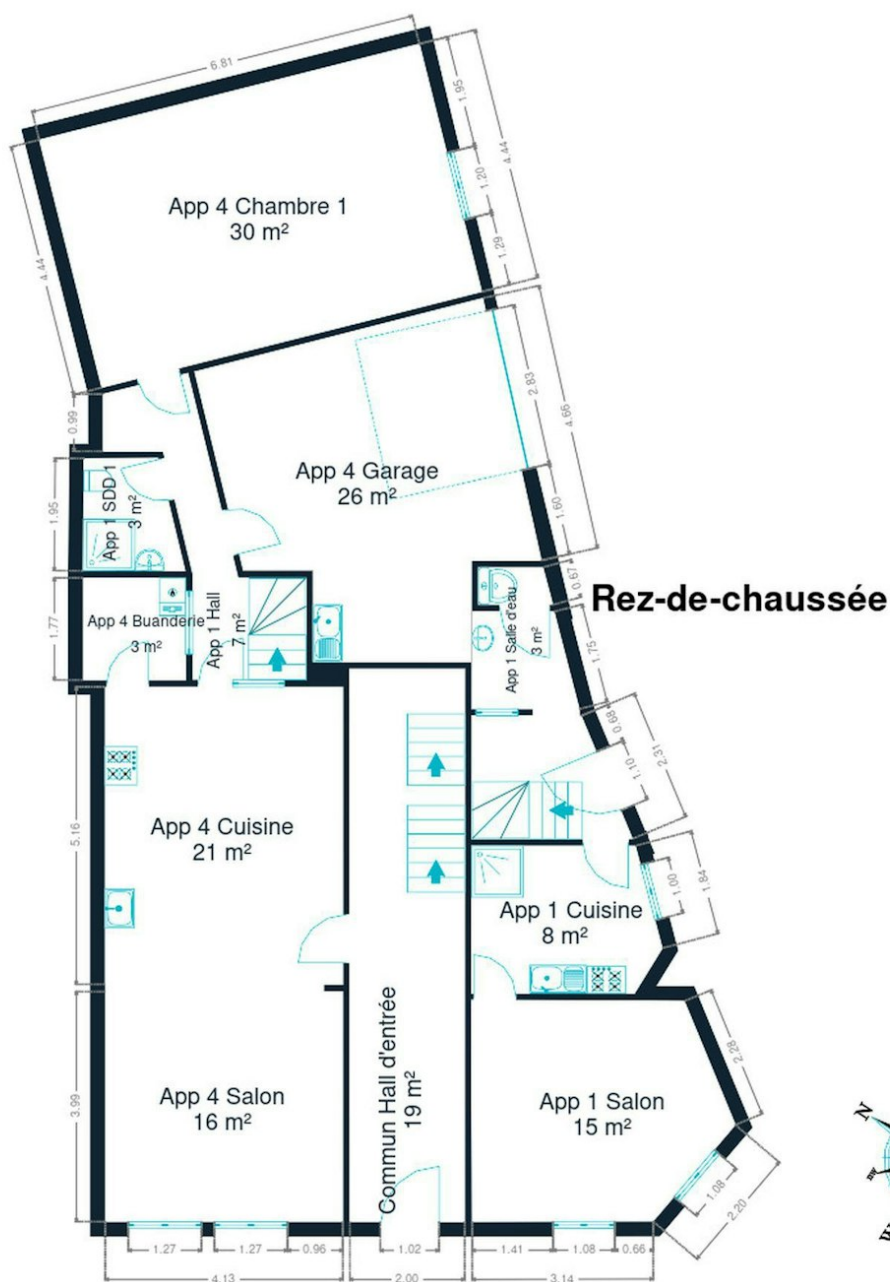 6.81
1.95
4.44
1.20
1.29
App 4 Chambre 1
30 m²
4.44
0.99
2.83
4.66
1.60
App 4 Garage
26 m²
1.95
App 1 SDD 1
3 m²
0.67
Rez-de-chaussée
1.77
App 4 Buanderie
3 m²
App 1 Hall
7 m²
App 1 Salle d'eau
3 m²
1.75
0.68
2.31
1.10
5.16
App 4 Cuisine
21 m²
App 1 Cuisine
8 m²
1.00
1.84
3.99
App 4 Salon
16 m²
Commun Hall d'entrée
19 m²
App 1 Salon
15 m²
2.28
1.08
2.20
N
NW
W
1.27
1.27
0.96
1.02
1.41
1.08
0.66
4.13
2.00
3.14